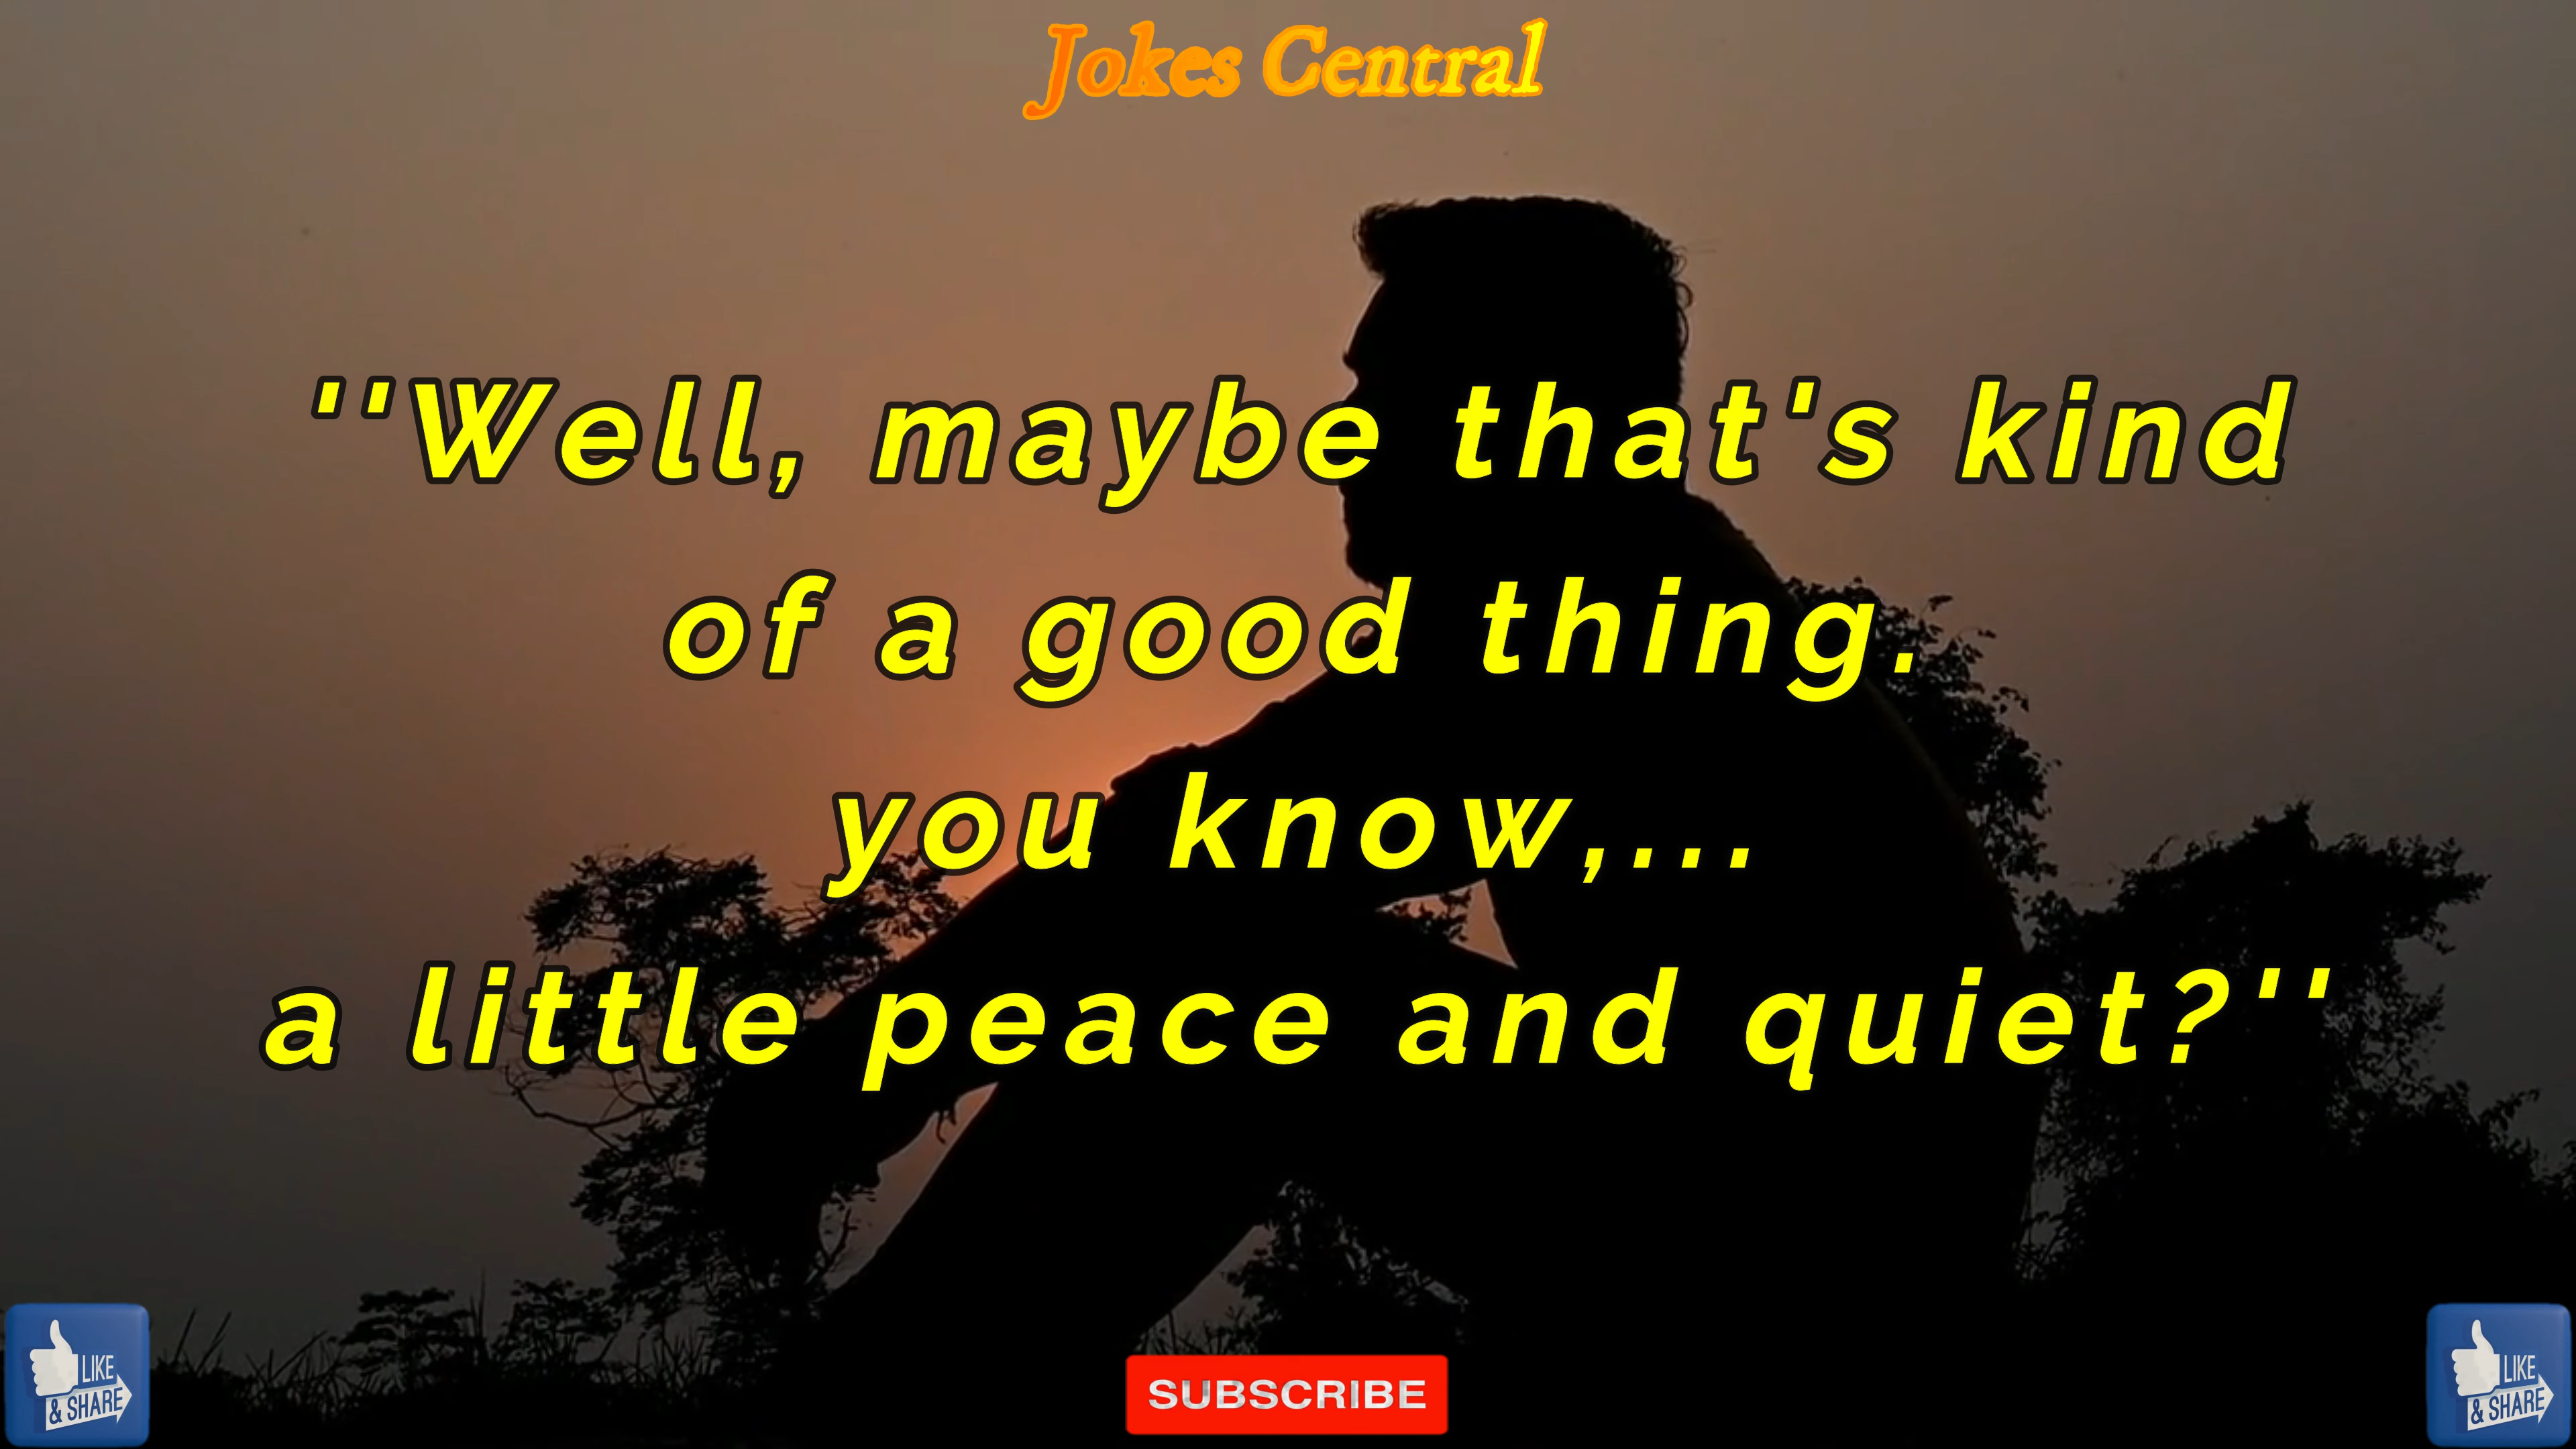 Jokes Central
''Well, maybe that's kind
of a good thing.
you know,...
a little peace and quiet?''
LIKE
& SHARE
SUBSCRIBE
LIKE
& SHARE